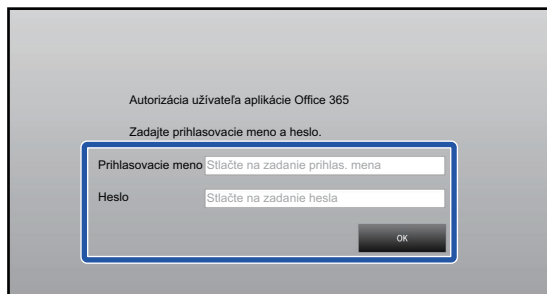 Autorizácia užívateľa aplikácie Office 365
Zadajte prihlasovacie meno a heslo.
Prihlasovacie meno Stlačte na zadanie prihlas. mena
Heslo Stlačte na zadanie hesla
OK